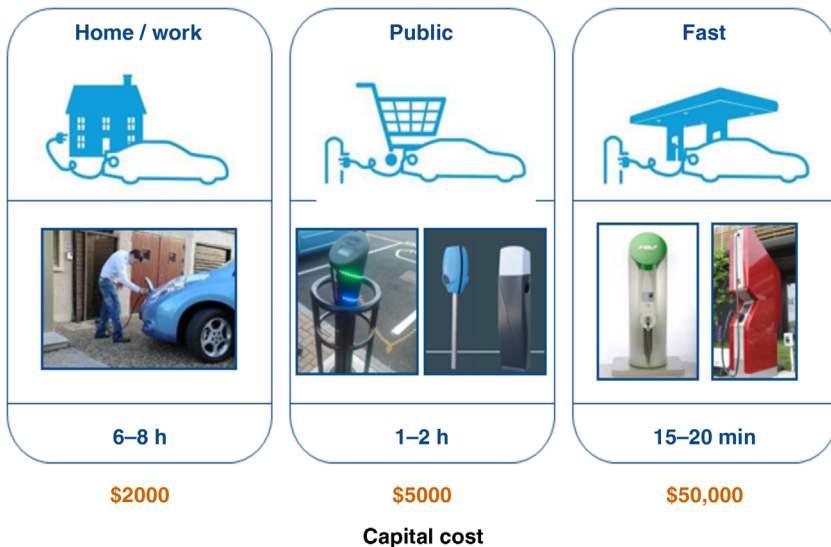 Home / work
Public
Fast
6–8 h
1–2 h
15–20 min
$2000
$5000
$50,000
Capital cost